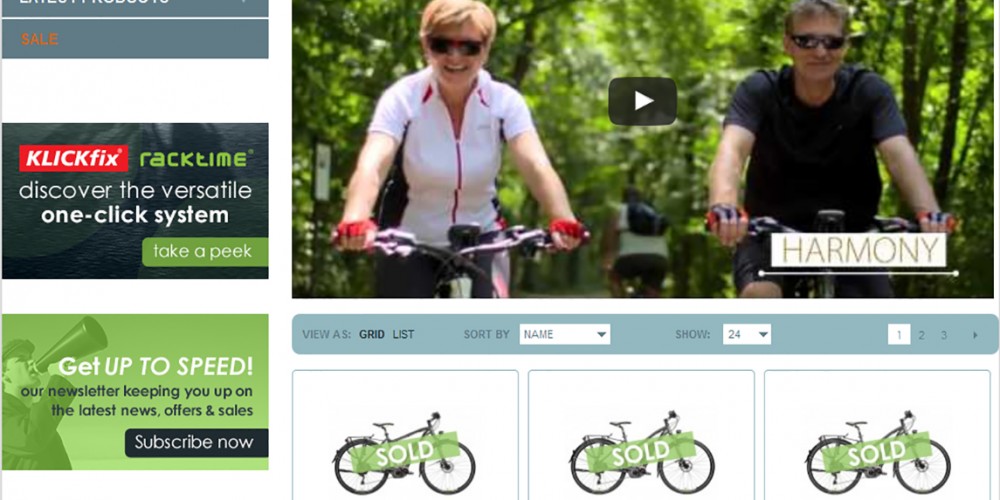 LATEST PRODUCTS
SALE
KLICKfix® racktime®
discover the versatile
one-click system
take a peek
Get UP TO SPEED!
our newsletter keeping you up on
the latest news, offers & sales
Subscribe now
HARMONY
VIEW AS: GRID LIST SORT BY NAME SHOW: 24 1 2 3
SOLD SOLD SOLD